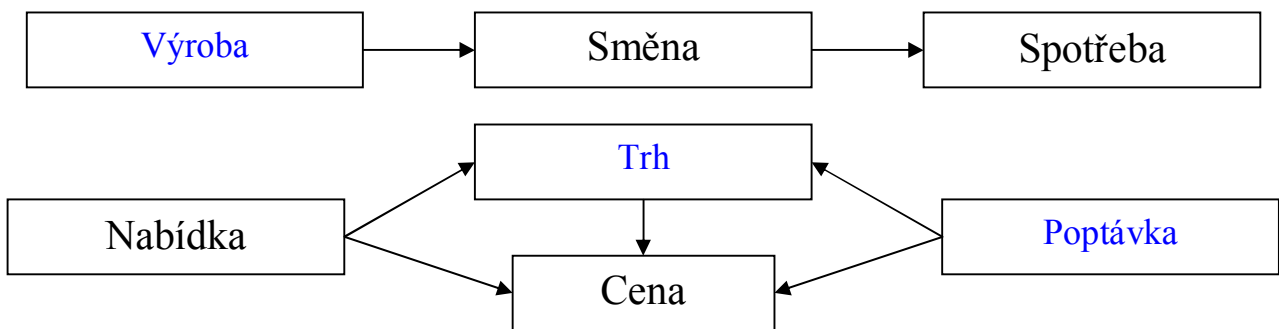 Výroba
Směna
Spotřeba
Trh
Nabídka
Poptávka
Cena